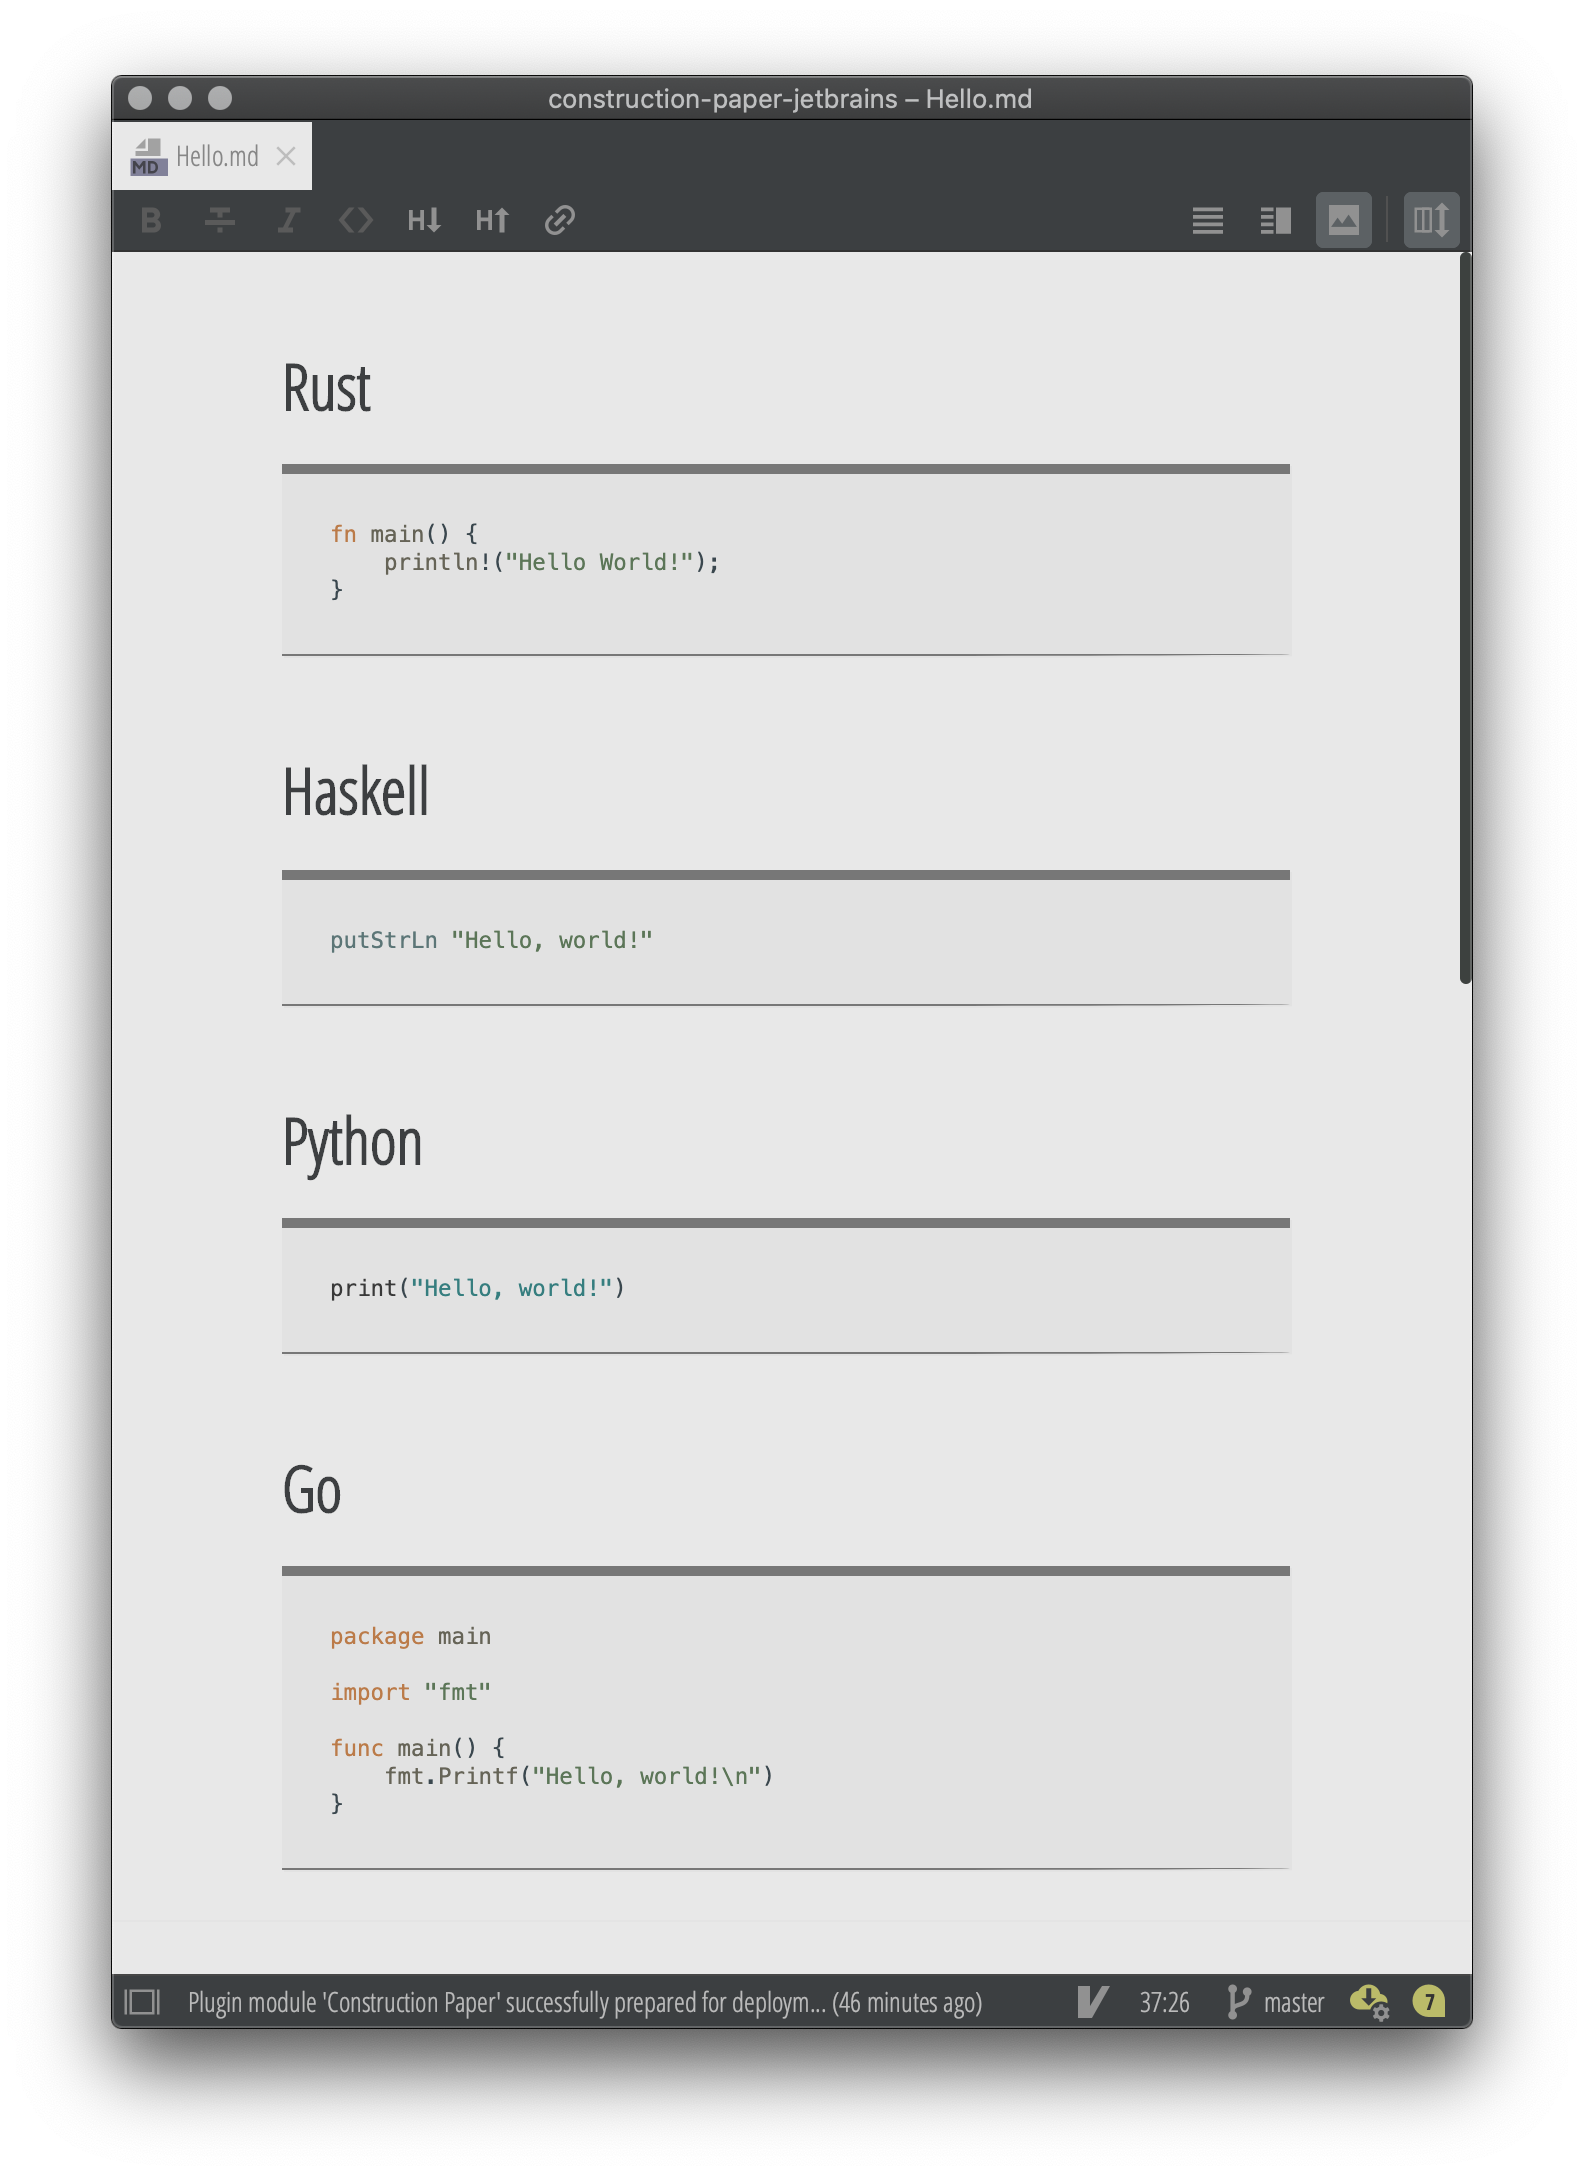 construction-paper-jetbrains – Hello.md
MD Hello.md
B I <> H↓ H↑
Rust
fn main() {
    println!("Hello World!");
}
Haskell
putStrLn "Hello, world!"
Python
print("Hello, world!")
Go
package main
import "fmt"
func main() {
    fmt.Printf("Hello, world!\n")
}
Plugin module 'Construction Paper' successfully prepared for deploym... (46 minutes ago) V 37:26 master 7